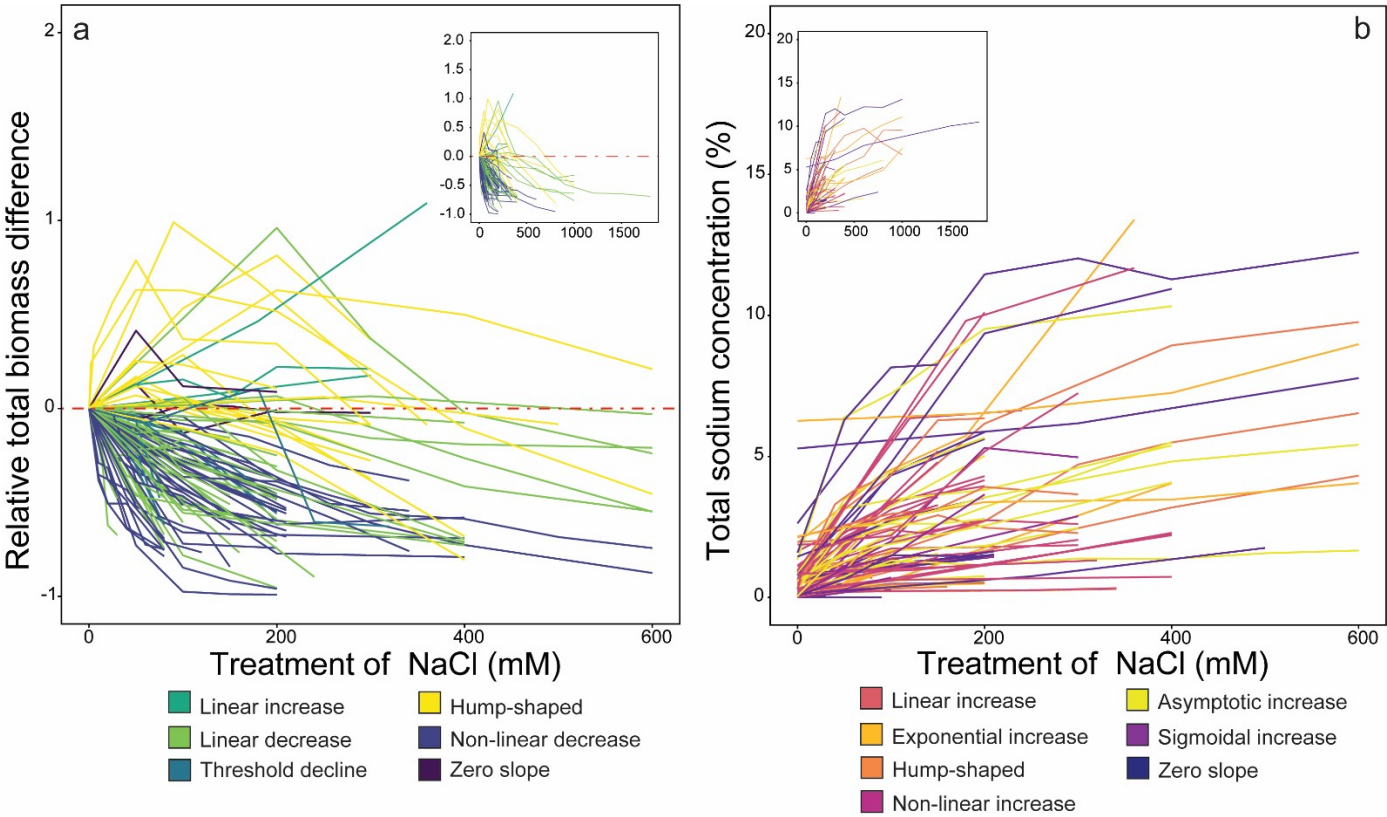 a
Relative total biomass difference
2
1
0
-1
0
200
400
600
Treatment of NaCl (mM)
2.0
1.5
1.0
0.5
0.0
-0.5
-1.0
0
500
1000
1500
Linear increase
Hump-shaped
Linear decrease
Non-linear decrease
Threshold decline
Zero slope
b
Total sodium concentration (%)
20
15
10
5
0
0
200
400
600
Treatment of NaCl (mM)
20
15
10
5
0
0
500
1000
1500
Linear increase
Asymptotic increase
Exponential increase
Sigmoidal increase
Hump-shaped
Zero slope
Non-linear increase